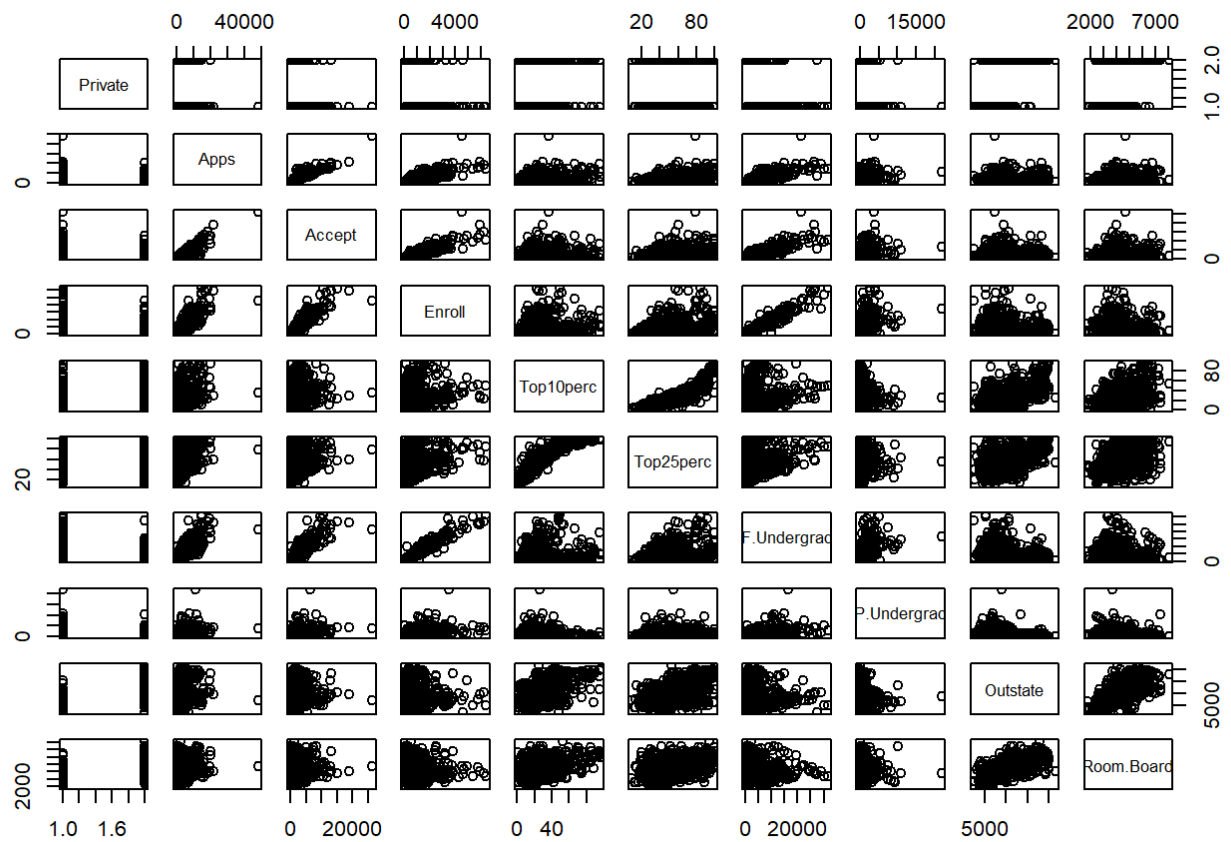 0 40000 0 4000 20 60 0 15000 2000 7000
Private 1.0 2.0
0 Apps
Accept 0
0 Enroll
Top10perc 0 80
20 Top25perc
F.Undergrad 0
0 P.Undergrad
Outstate 5000
2000 Room.Board
1.0 1.6 0 20000 0 40 0 20000 5000